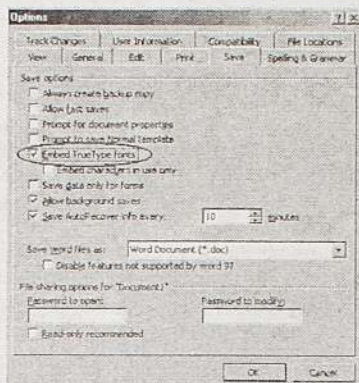 Options
Track Changes User Information Compatibility File Locations
View General Edit Print Save Spelling & Grammar
Save options
Always create backup copy
Allow fast saves
Prompt for document properties
Prompt to save Normal template
Embed TrueType fonts
Embed characters in use only
Save data only for forms
Allow background saves
Save AutoRecover info every: 10 minutes
Save Word files as: Word Document (*.doc)
Disable features not supported by Word 97
File sharing options for "Document1"
Password to open: Password to modify:
Read-only recommended
OK Cancel